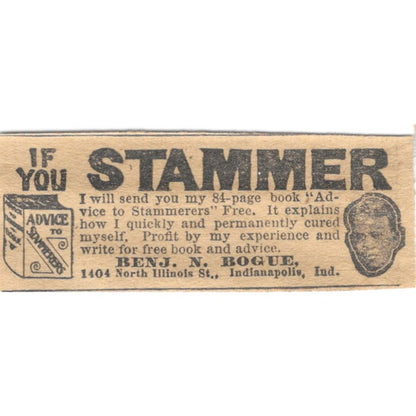 IF YOU STAMMER
ADVICE TO STAMMERERS
I will send you my 84-page book "Ad-
vice to Stammerers" Free. It explains
how I quickly and permanently cured
myself. Profit by my experience and
write for free book and advice.
BENJ. N. BOGUE,
1404 North Illinois St., Indianapolis, Ind.